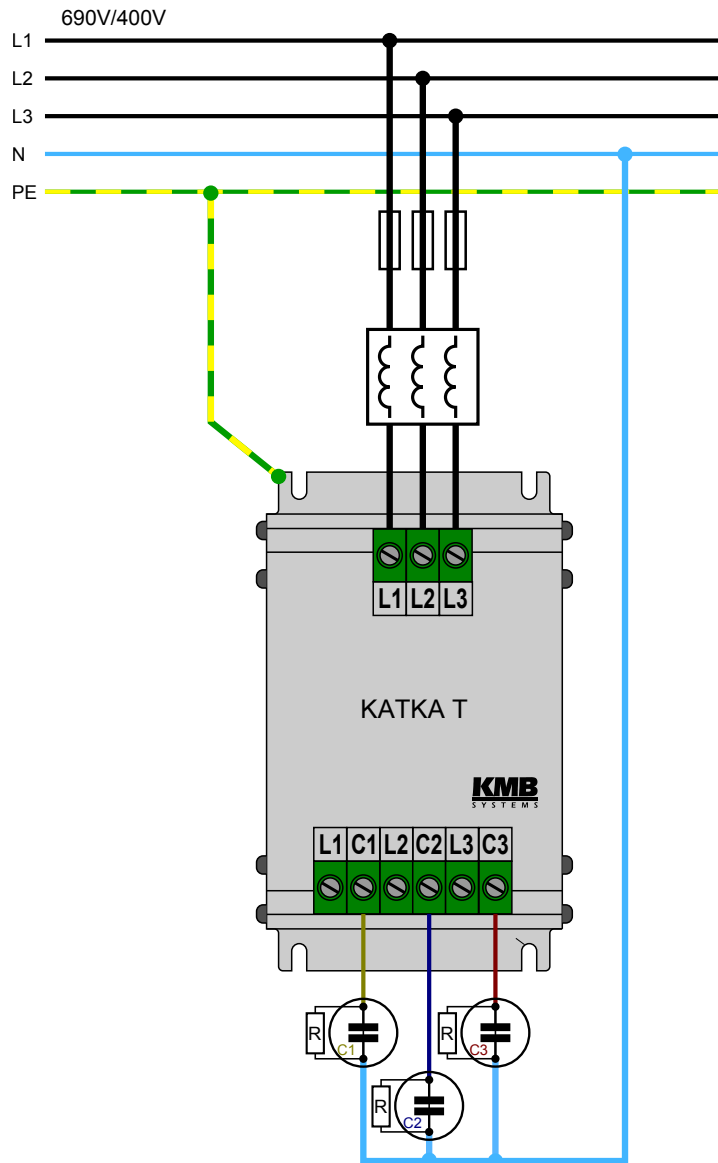 690V/400V
L1
L2
L3
N
PE
L1 L2 L3
KATKA T
KMB
SYSTEMS
L1 C1 L2 C2 L3 C3
R C1 R C3
R C2